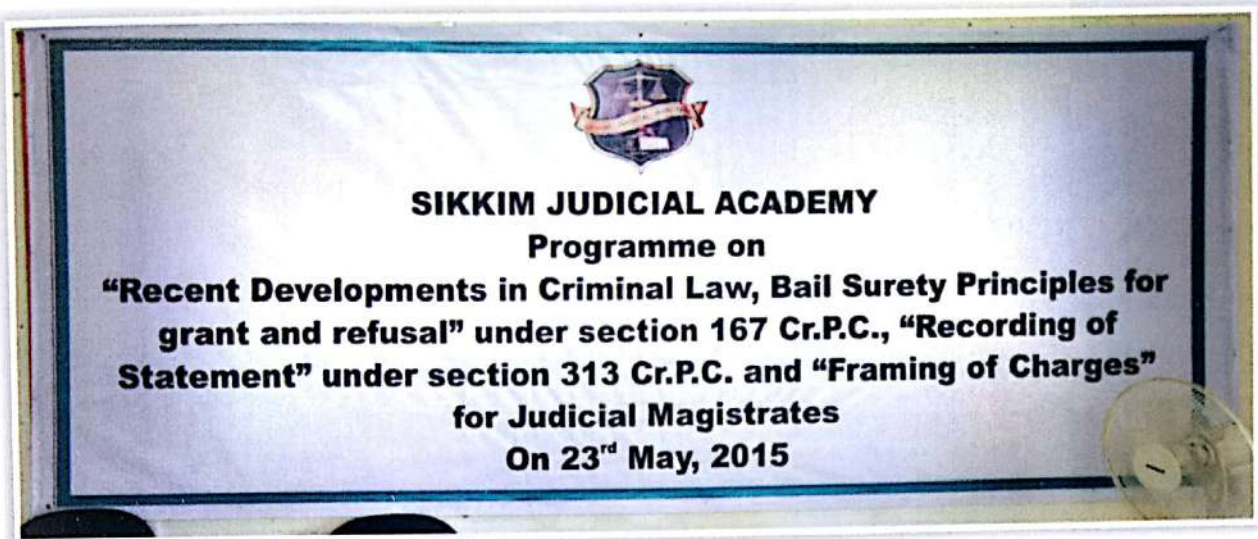 SIKKIM JUDICIAL ACADEMY
Programme on
“Recent Developments in Criminal Law, Bail Surety Principles for
grant and refusal” under section 167 Cr.P.C., “Recording of
Statement” under section 313 Cr.P.C. and “Framing of Charges”
for Judicial Magistrates
On 23rd May, 2015